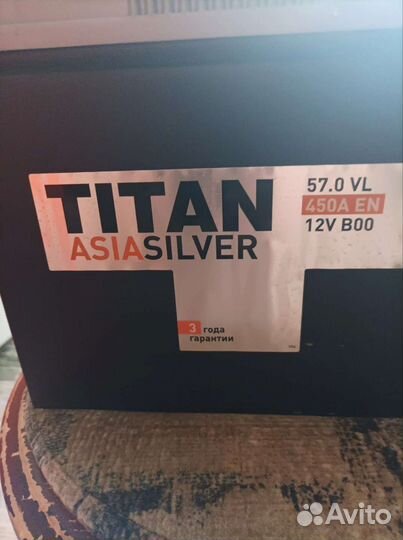 TITAN
ASIASILVER
57.0 VL
450A EN
12V B00
3 года
гарантии
Avito